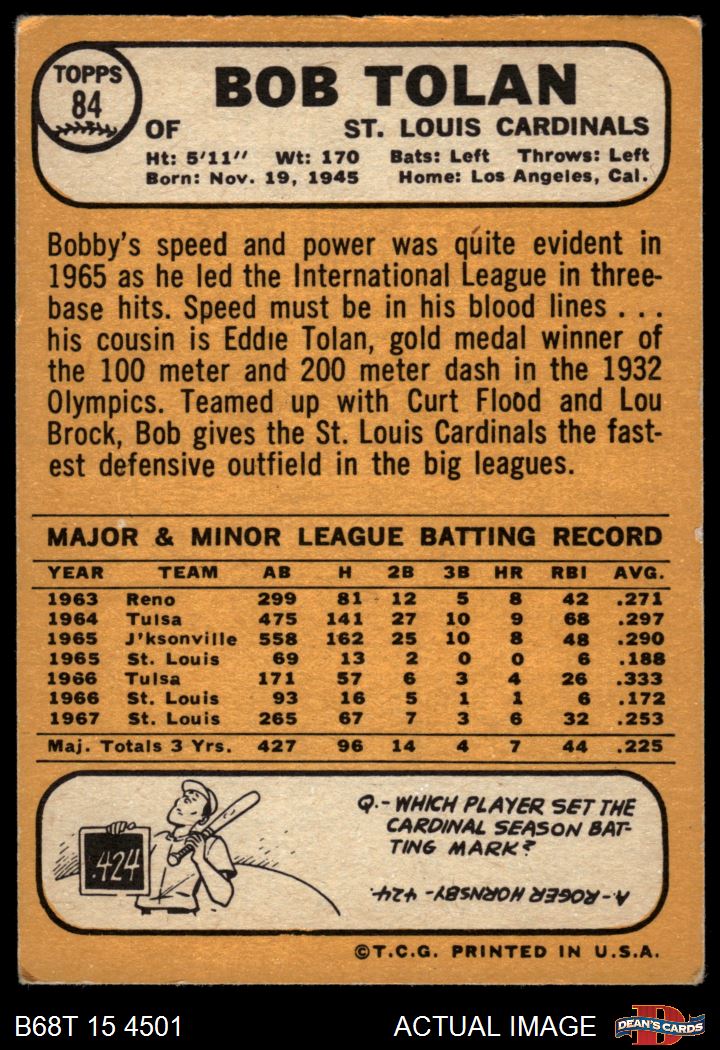 TOPPS
84
BOB TOLAN
OF ST. LOUIS CARDINALS
Ht: 5'11" Wt: 170 Bats: Left Throws: Left
Born: Nov. 19, 1945 Home: Los Angeles, Cal.
Bobby's speed and power was quite evident in
1965 as he led the International League in three-
base hits. Speed must be in his blood lines . . .
his cousin is Eddie Tolan, gold medal winner of
the 100 meter and 200 meter dash in the 1932
Olympics. Teamed up with Curt Flood and Lou
Brock, Bob gives the St. Louis Cardinals the fast-
est defensive outfield in the big leagues.
MAJOR & MINOR LEAGUE BATTING RECORD
YEAR TEAM AB H 2B 3B HR RBI AVG.
1963 Reno 299 81 12 5 8 42 .271
1964 Tulsa 475 141 27 10 9 68 .297
1965 J'ksonville 558 162 25 10 8 48 .290
1965 St. Louis 69 13 2 0 0 6 .188
1966 Tulsa 171 57 6 3 4 26 .333
1966 St. Louis 93 16 5 1 1 6 .172
1967 St. Louis 265 67 7 3 6 32 .253
Maj. Totals 3 Yrs. 427 96 14 4 7 44 .225
.424
Q.-WHICH PLAYER SET THE
CARDINAL SEASON BAT-
TING MARK?
A-ROGER HORNSBY-.424.
©T.C.G. PRINTED IN U.S.A.
B68T 15 4501 ACTUAL IMAGE
D
DEAN'S CARDS